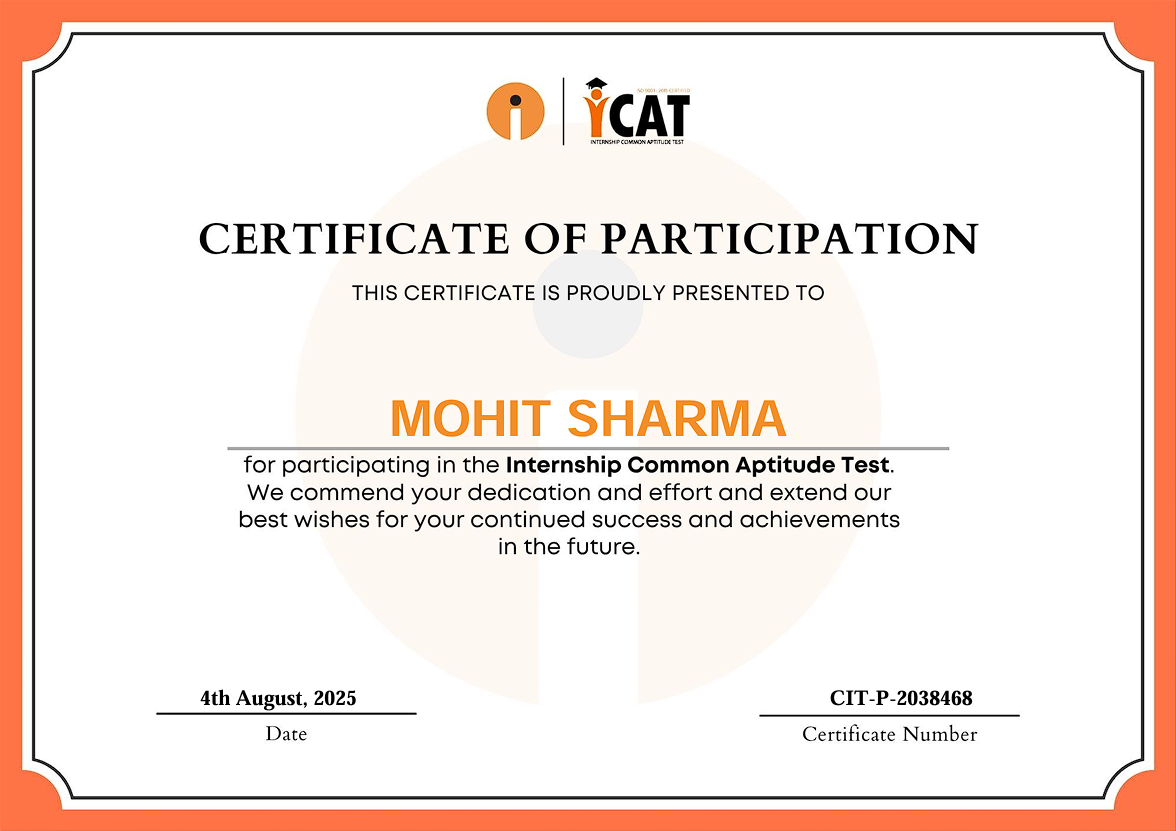 ISO 9001: 2015 CERTIFIED
iCAT
INTERNSHIP COMMON APTITUDE TEST
CERTIFICATE OF PARTICIPATION
THIS CERTIFICATE IS PROUDLY PRESENTED TO
MOHIT SHARMA
for participating in the Internship Common Aptitude Test.
We commend your dedication and effort and extend our
best wishes for your continued success and achievements
in the future.
4th August, 2025
Date
CIT-P-2038468
Certificate Number